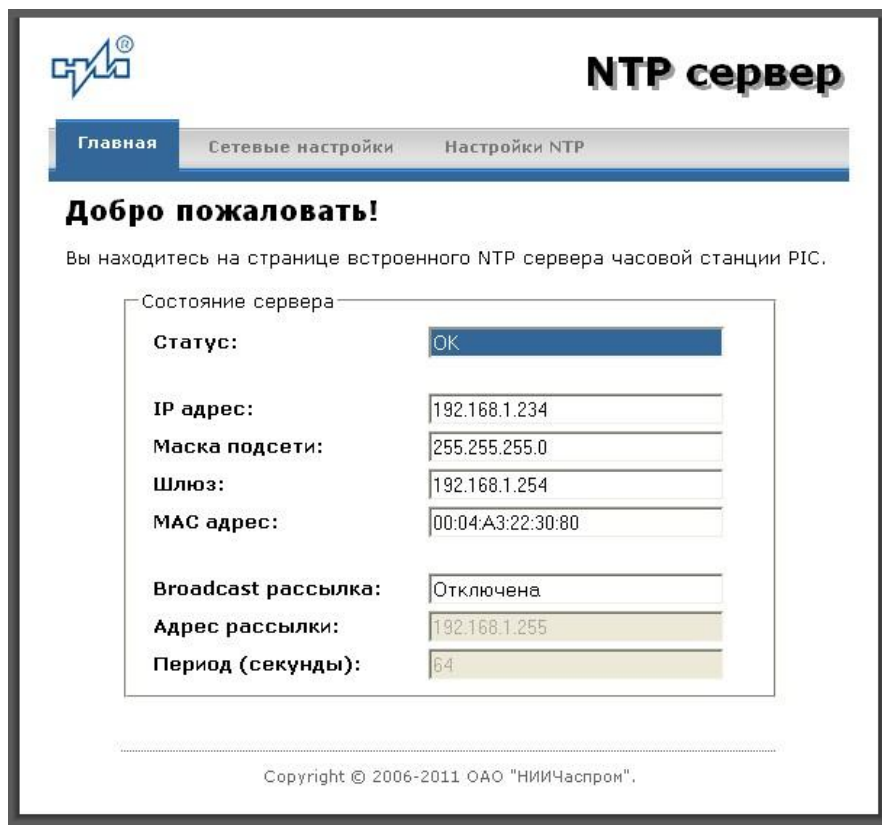 ®
NTP сервер
Главная Сетевые настройки Настройки NTP
Добро пожаловать!
Вы находитесь на странице встроенного NTP сервера часовой станции PIC.
Состояние сервера
Статус: OK
IP адрес: 192.168.1.234
Маска подсети: 255.255.255.0
Шлюз: 192.168.1.254
MAC адрес: 00:04:A3:22:30:80
Broadcast рассылка: Отключена
Адрес рассылки: 192.168.1.255
Период (секунды): 64
Copyright © 2006-2011 ОАО "НИИЧаспром".